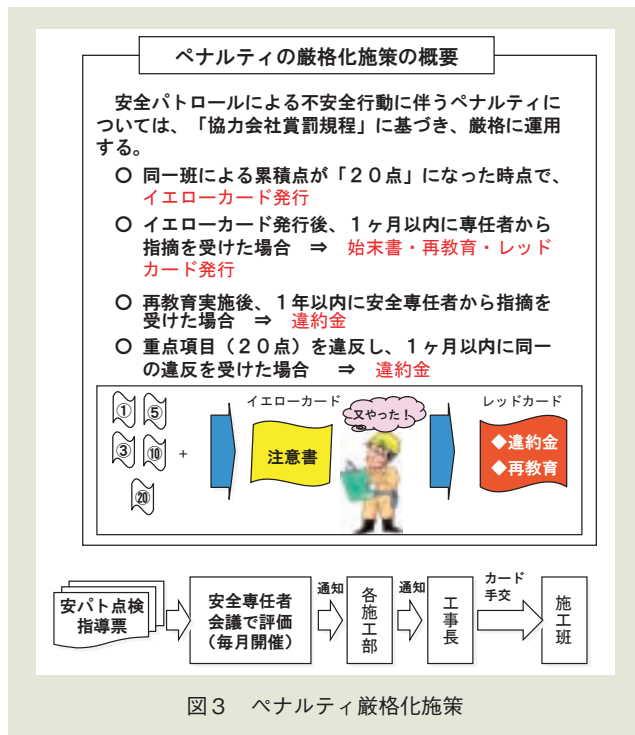 ペナルティの厳格化施策の概要
安全パトロールによる不安全行動に伴うペナルティに
ついては、「協力会社賞罰規程」に基づき、厳格に運用
する。
○ 同一班による累積点が「２０点」になった時点で、
イエローカード発行
○ イエローカード発行後、１ヶ月以内に専任者から
指摘を受けた場合 ⇒ 始末書・再教育・レッド
カード発行
○ 再教育実施後、１年以内に安全専任者から指摘を
受けた場合 ⇒ 違約金
○ 重点項目（２０点）を違反し、１ヶ月以内に同一
の違反を受けた場合 ⇒ 違約金
① ⑤
③ ⑩ +
⑳
イエローカード
注意書
又やった！
レッドカード
◆違約金
◆再教育
安パト点検
指導票
安全専任者
会議で評価
（毎月開催）
通知
各施工部
通知
工事長
カード
手交
施工班
図３ ペナルティ厳格化施策